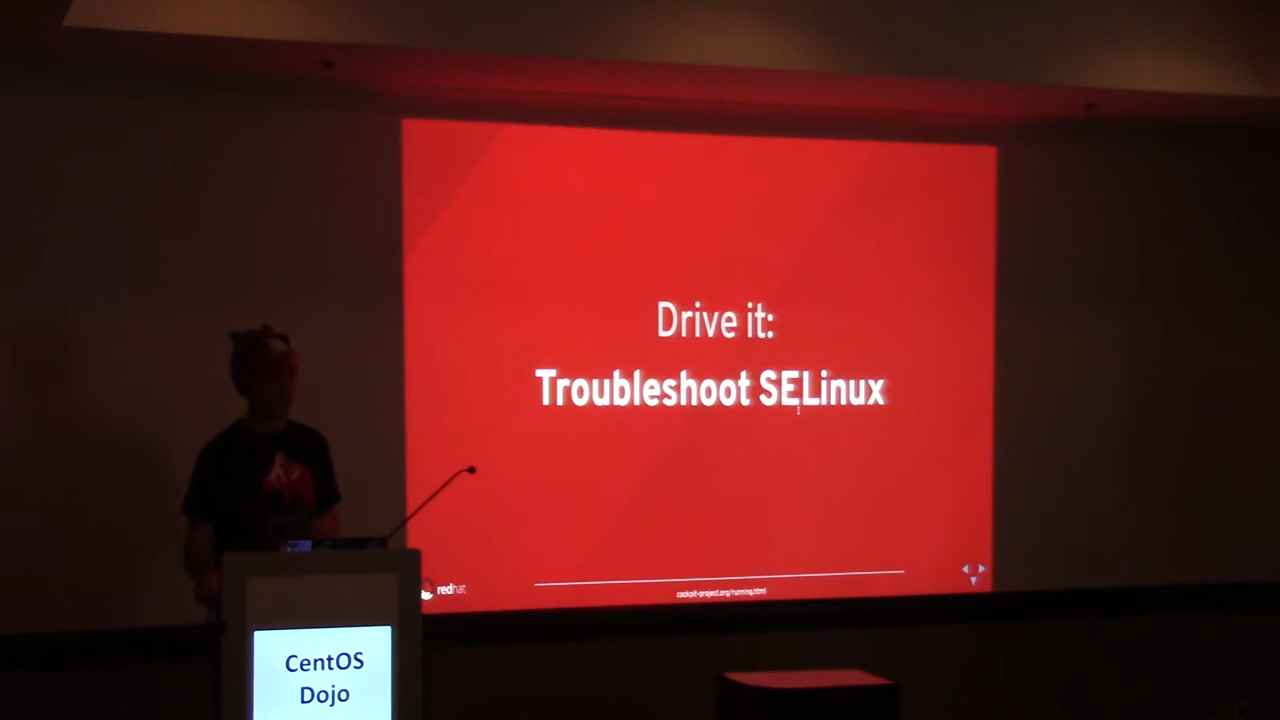 Drive it:
Troubleshoot SELinux
redhat
cockpit-project.org/running.html
CentOS
Dojo